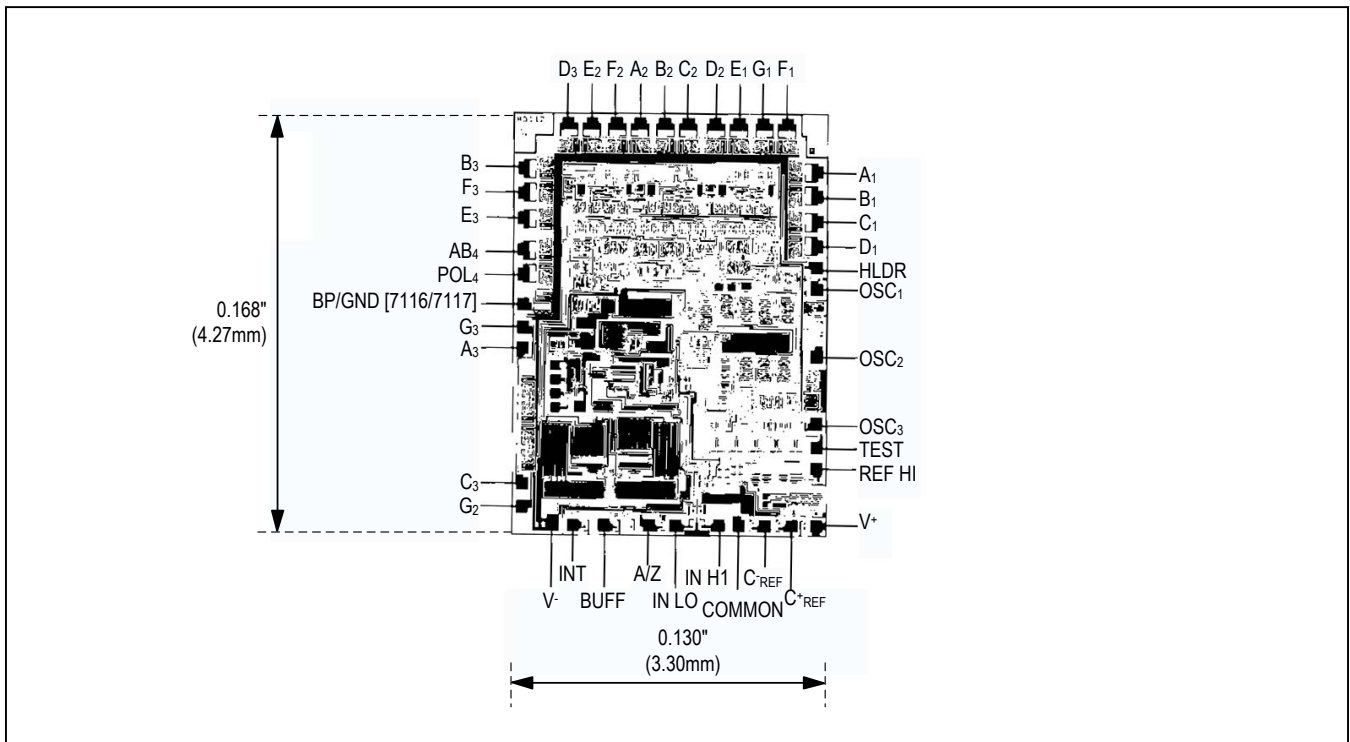 D3 E2 F2 A2 B2 C2 D2 E1 G1 F1
B3
F3
E3
AB4
POL4
BP/GND [7116/7117]
G3
A3
C3
G2
0.168"
(4.27mm)
A1
B1
C1
D1
HLDR
OSC1
OSC2
OSC3
TEST
REF HI
V+
V-
INT
BUFF
A/Z
IN LO
IN H1
COMMON
C-REF
C+REF
0.130"
(3.30mm)